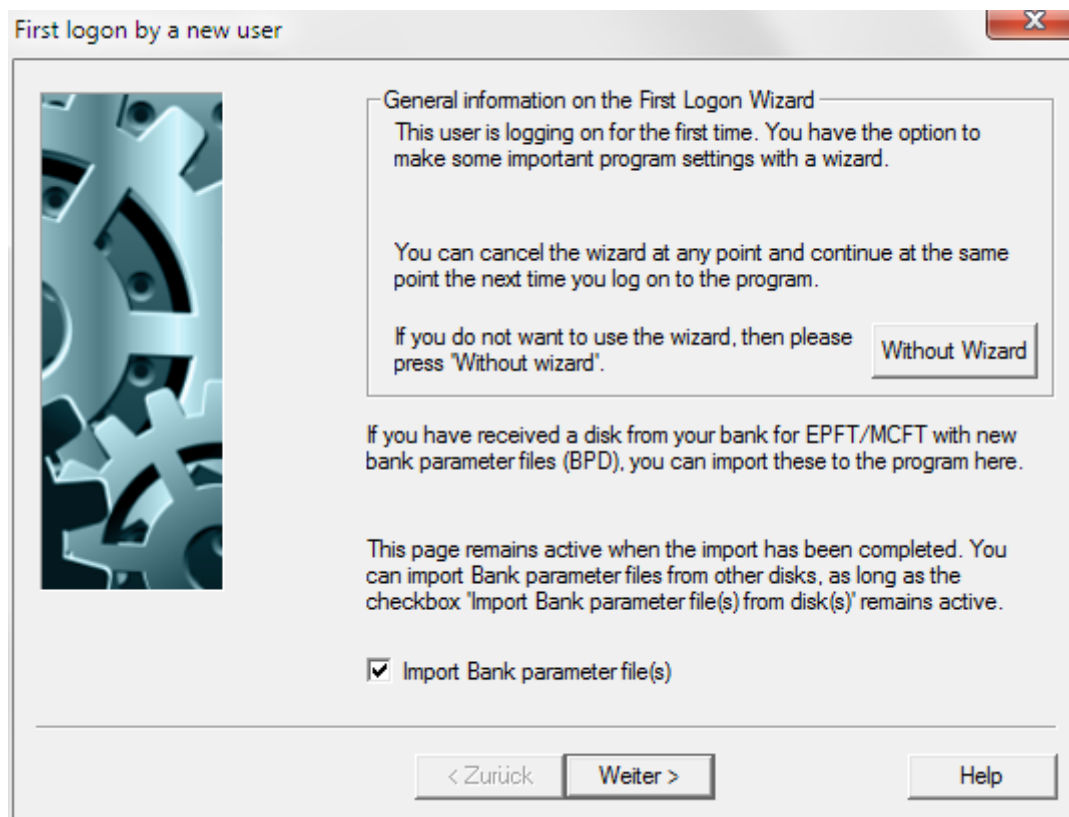 First logon by a new user
General information on the First Logon Wizard
This user is logging on for the first time. You have the option to
make some important program settings with a wizard.
You can cancel the wizard at any point and continue at the same
point the next time you log on to the program.
If you do not want to use the wizard, then please
press 'Without wizard'.
Without Wizard
If you have received a disk from your bank for EPFT/MCFT with new
bank parameter files (BPD), you can import these to the program here.
This page remains active when the import has been completed. You
can import Bank parameter files from other disks, as long as the
checkbox 'Import Bank parameter file(s) from disk(s)' remains active.
Import Bank parameter file(s)
< Zurück
Weiter >
Help